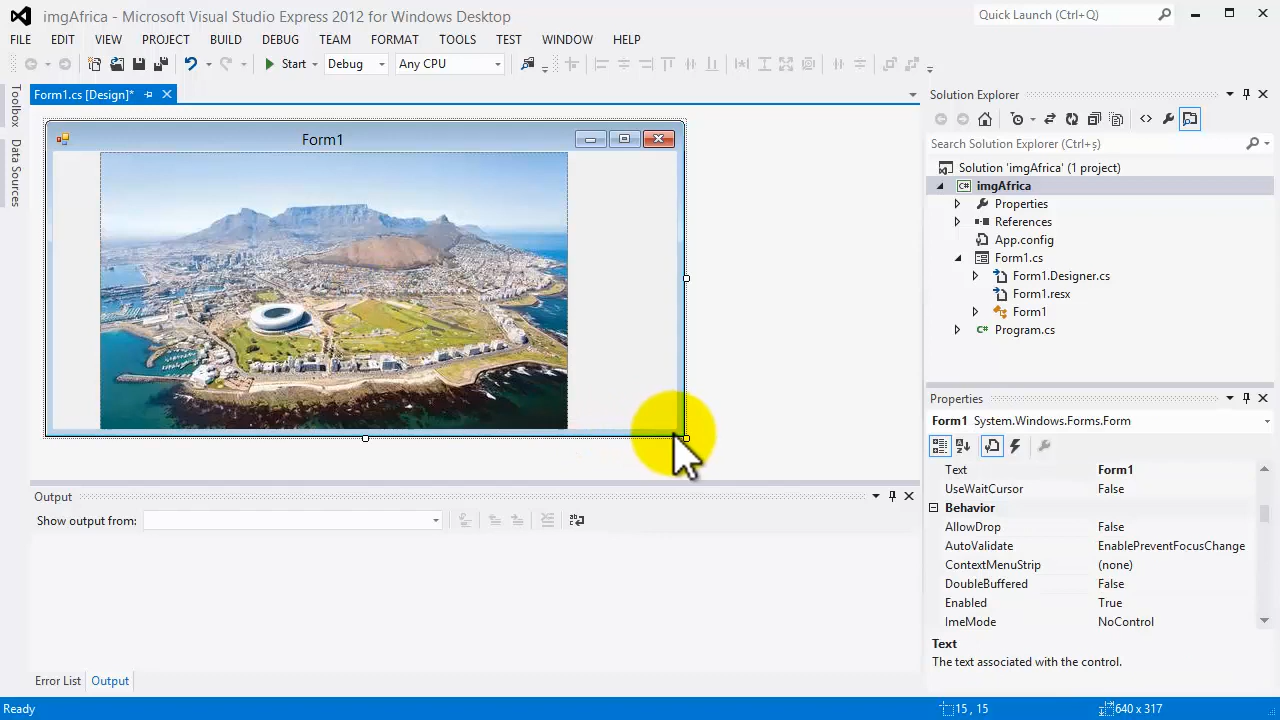 imgAfrica - Microsoft Visual Studio Express 2012 for Windows Desktop
Quick Launch (Ctrl+Q)
FILE EDIT VIEW PROJECT BUILD DEBUG TEAM FORMAT TOOLS TEST WINDOW HELP
Start Debug Any CPU
Toolbox
Data Sources
Form1.cs [Design]*
Form1
Solution Explorer
Search Solution Explorer (Ctrl+ş)
Solution 'imgAfrica' (1 project)
C# imgAfrica
Properties
References
App.config
Form1.cs
Form1.Designer.cs
Form1.resx
Form1
C# Program.cs
Properties
Form1 System.Windows.Forms.Form
Text Form1
UseWaitCursor False
Behavior
AllowDrop False
AutoValidate EnablePreventFocusChange
ContextMenuStrip (none)
DoubleBuffered False
Enabled True
ImeMode NoControl
Text
The text associated with the control.
Output
Show output from:
Error List Output
Ready 15 , 15 640 x 317